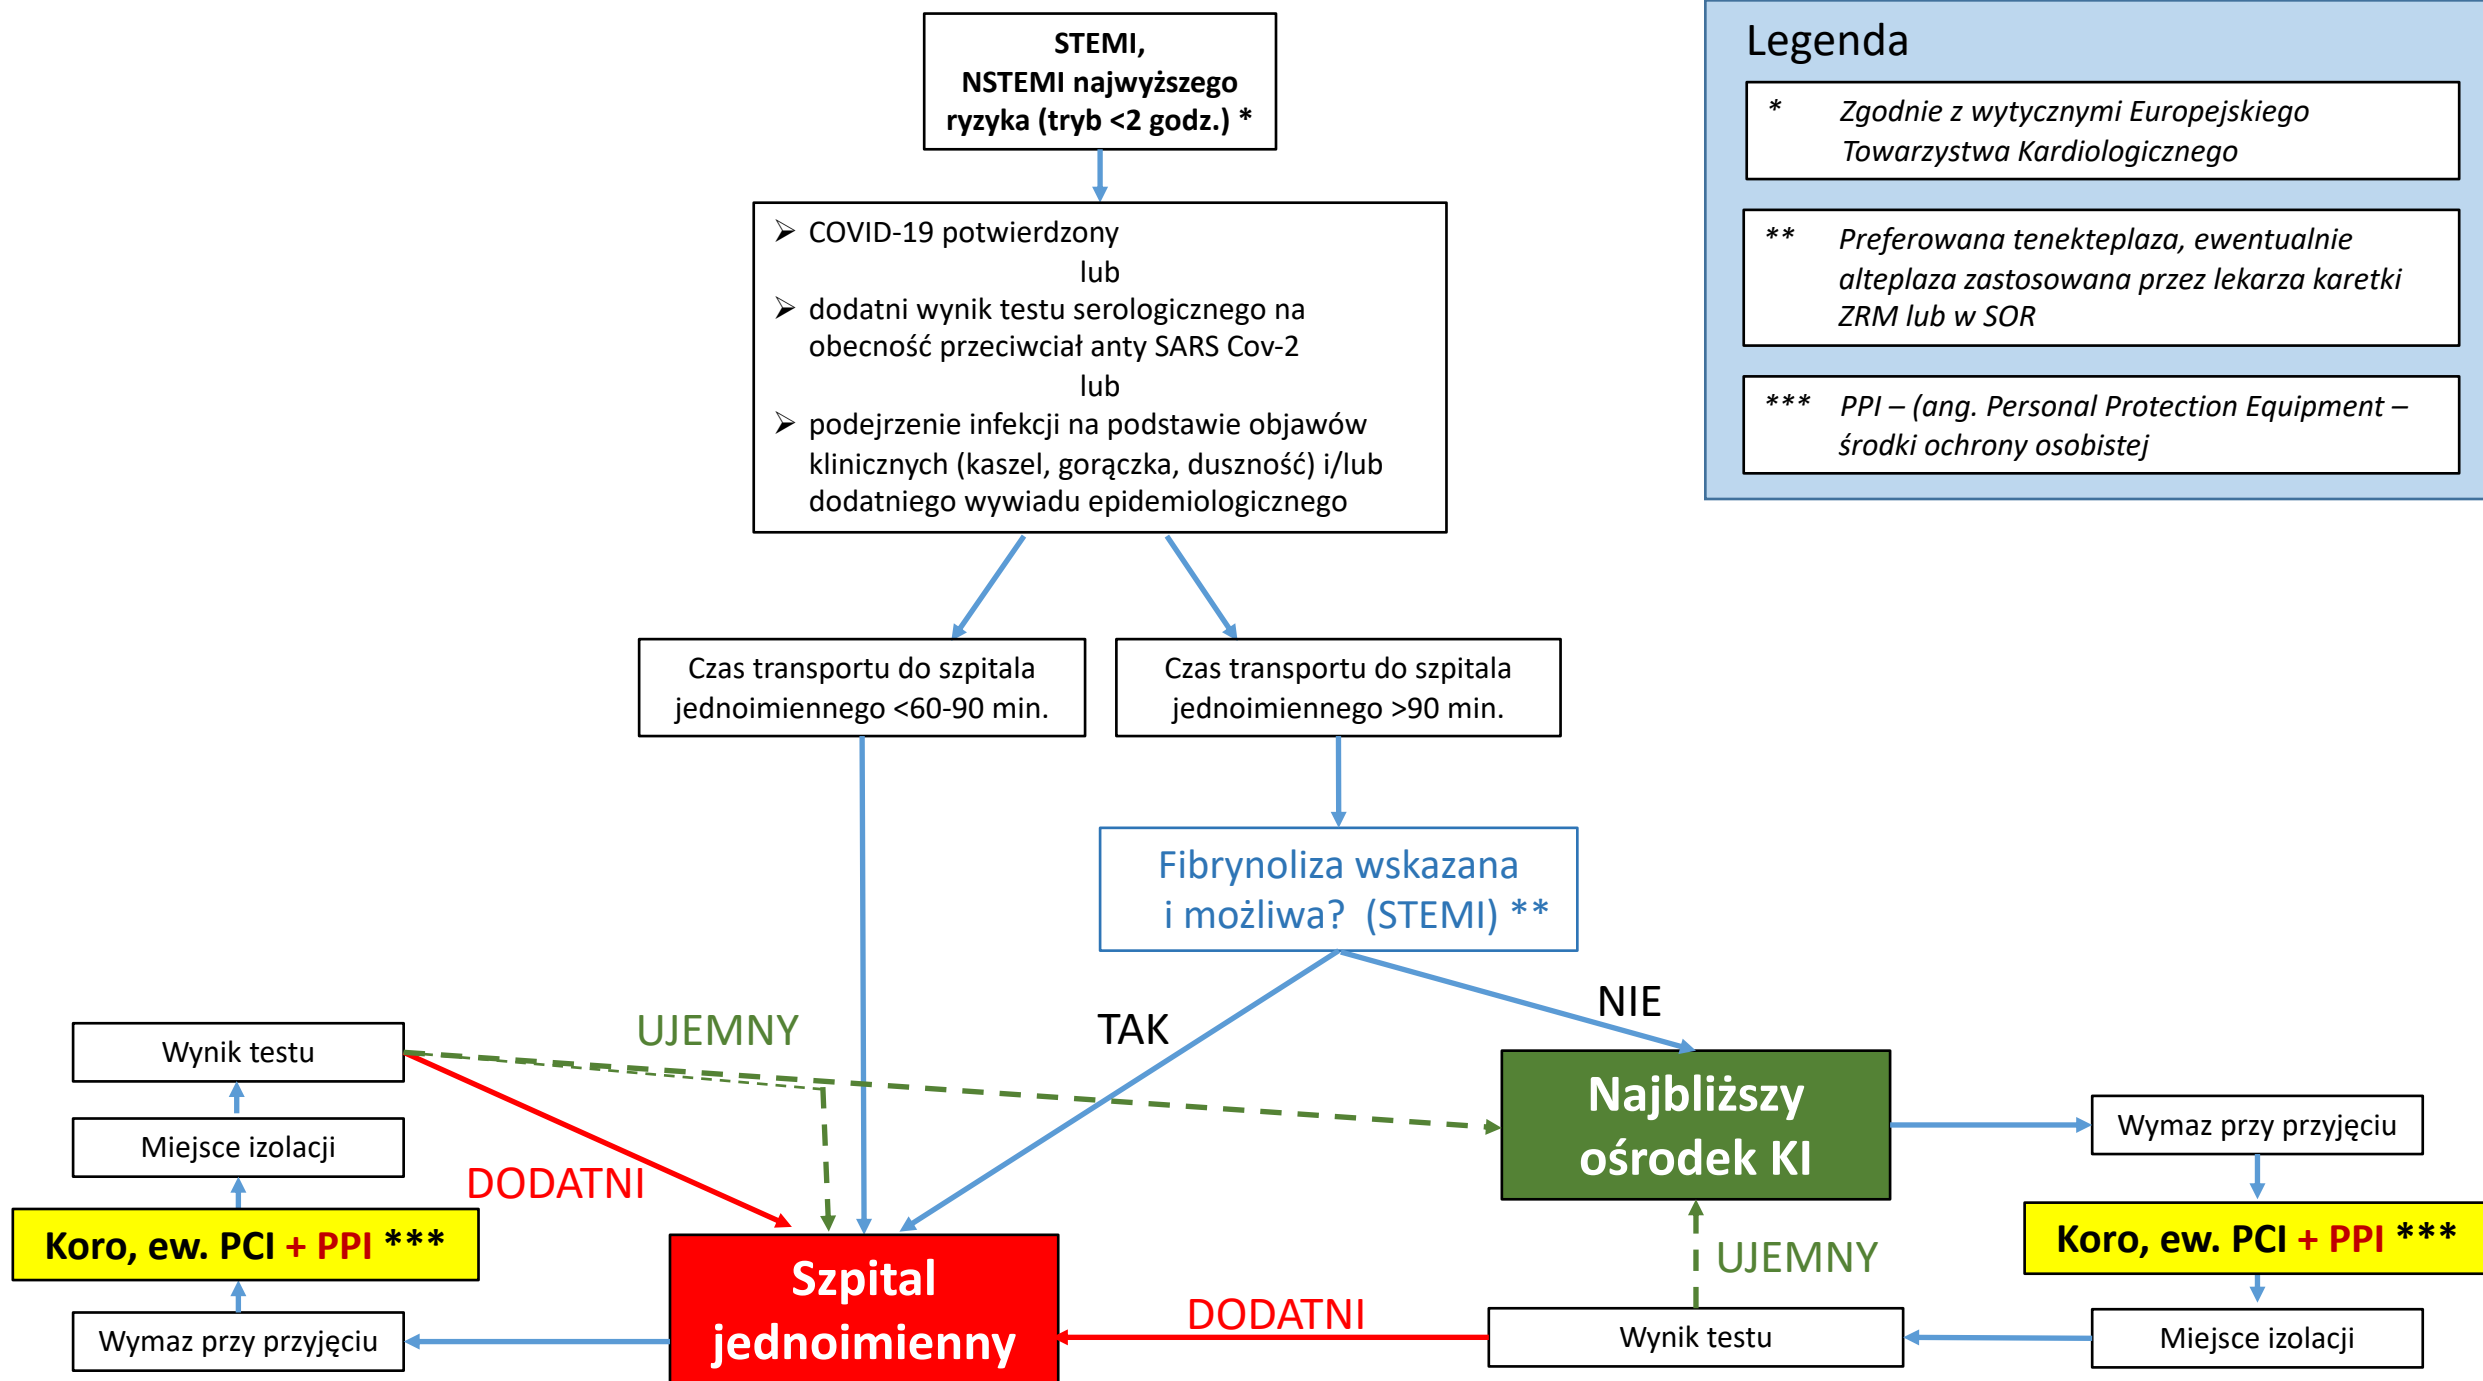 STEMI,
NSTEMI najwyższego
ryzyka (tryb <2 godz.) *
Legenda
* Zgodnie z wytycznymi Europejskiego
Towarzystwa Kardiologicznego
** Preferowana tenekteplaza, ewentualnie
alteplaza zastosowana przez lekarza karetki
ZRM lub w SOR
*** PPI – (ang. Personal Protection Equipment –
środki ochrony osobistej
➢ COVID-19 potwierdzony
lub
➢ dodatni wynik testu serologicznego na
obecność przeciwciał anty SARS Cov-2
lub
➢ podejrzenie infekcji na podstawie objawów
klinicznych (kaszel, gorączka, duszność) i/lub
dodatniego wywiadu epidemiologicznego
Czas transportu do szpitala
jednoimiennego <60-90 min.
Czas transportu do szpitala
jednoimiennego >90 min.
Fibrynoliza wskazana
i możliwa? (STEMI) **
TAK
NIE
UJEMNY
DODATNI
Wynik testu
Miejsce izolacji
Koro, ew. PCI + PPI ***
Wymaz przy przyjęciu
Szpital
jednoimienny
DODATNI
Najbliższy
ośrodek KI
UJEMNY
Wynik testu
Wymaz przy przyjęciu
Koro, ew. PCI + PPI ***
Miejsce izolacji